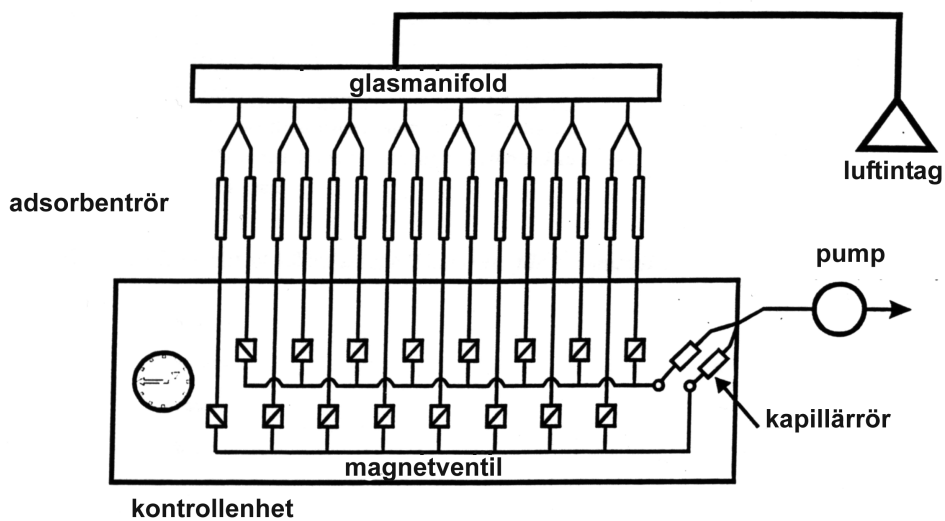 glasmanifold
luftintag
adsorbentrör
pump
kapillärrör
magnetventil
kontrollenhet